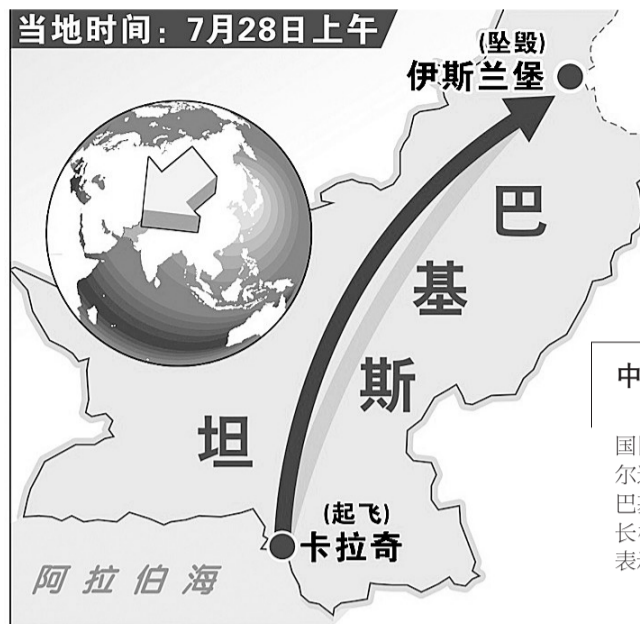 当地时间：7月28日上午
(坠毁)
伊斯兰堡
巴
基
斯
坦
(起飞)
卡拉奇
阿拉伯海
中
国
尔
巴
长
表